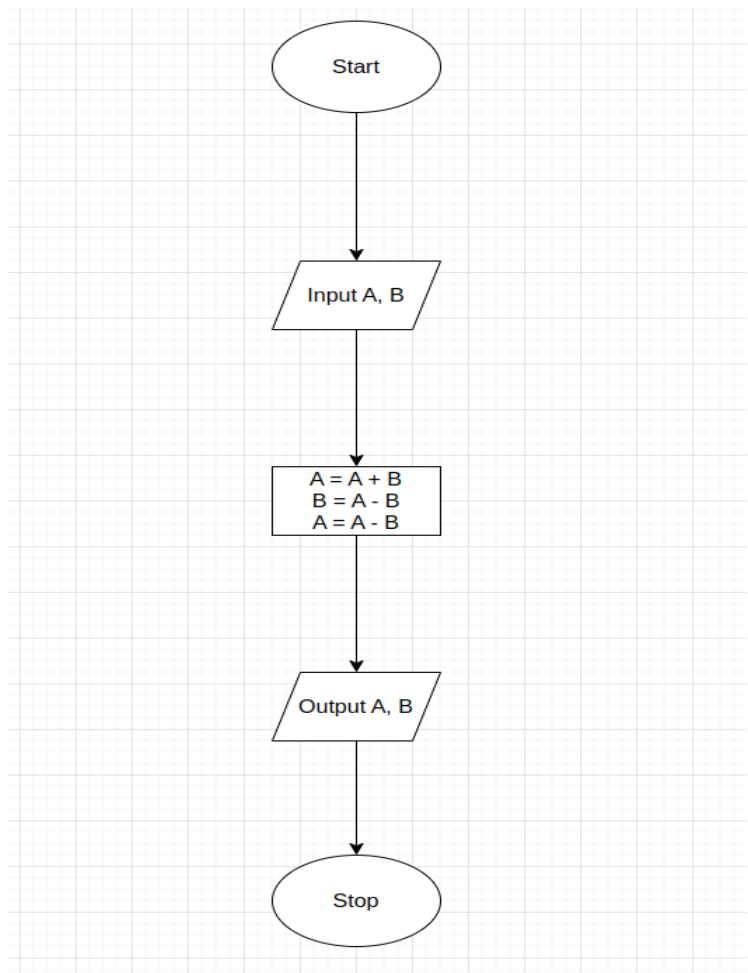 Start
Input A, B
A = A + B
B = A - B
A = A - B
Output A, B
Stop